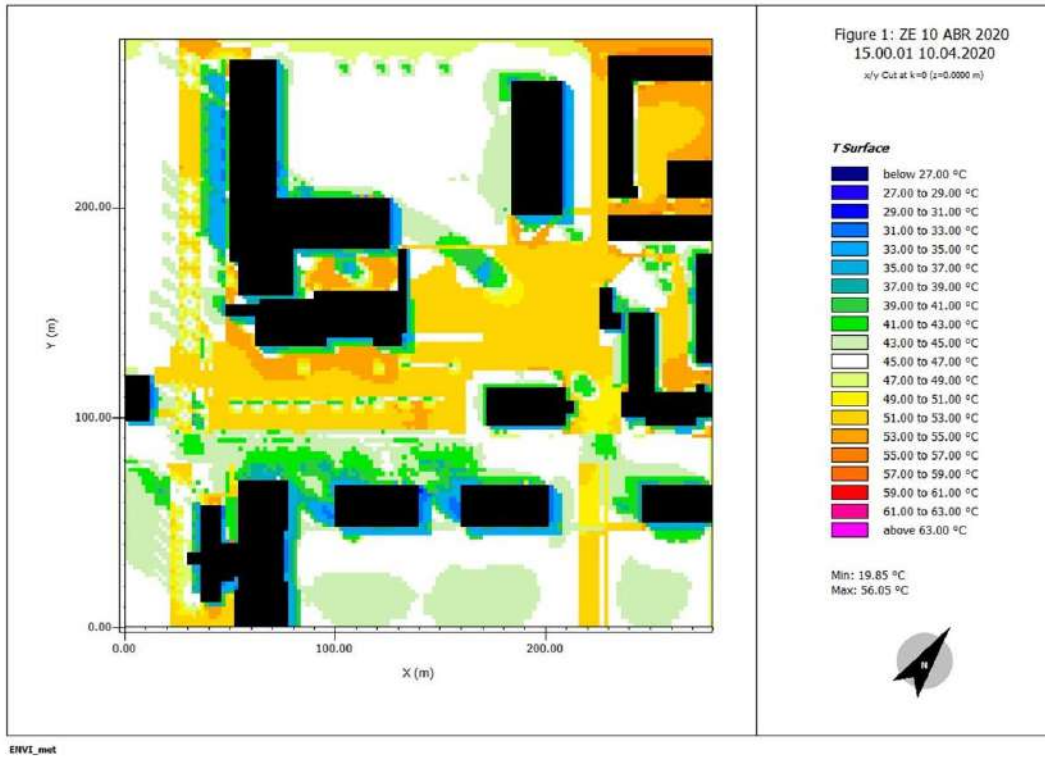 Figure 1: ZE 10 ABR 2020
15.00.01 10.04.2020
x/y Cut at k=0 (z=0.0000 m)
T Surface
below 27.00 °C
27.00 to 29.00 °C
29.00 to 31.00 °C
31.00 to 33.00 °C
33.00 to 35.00 °C
35.00 to 37.00 °C
37.00 to 39.00 °C
39.00 to 41.00 °C
41.00 to 43.00 °C
43.00 to 45.00 °C
45.00 to 47.00 °C
47.00 to 49.00 °C
49.00 to 51.00 °C
51.00 to 53.00 °C
53.00 to 55.00 °C
55.00 to 57.00 °C
57.00 to 59.00 °C
59.00 to 61.00 °C
61.00 to 63.00 °C
above 63.00 °C
Min: 19.85 °C
Max: 56.05 °C
N
200.00
100.00
0.00
Y (m)
0.00 100.00 200.00
X (m)
ENVI_met